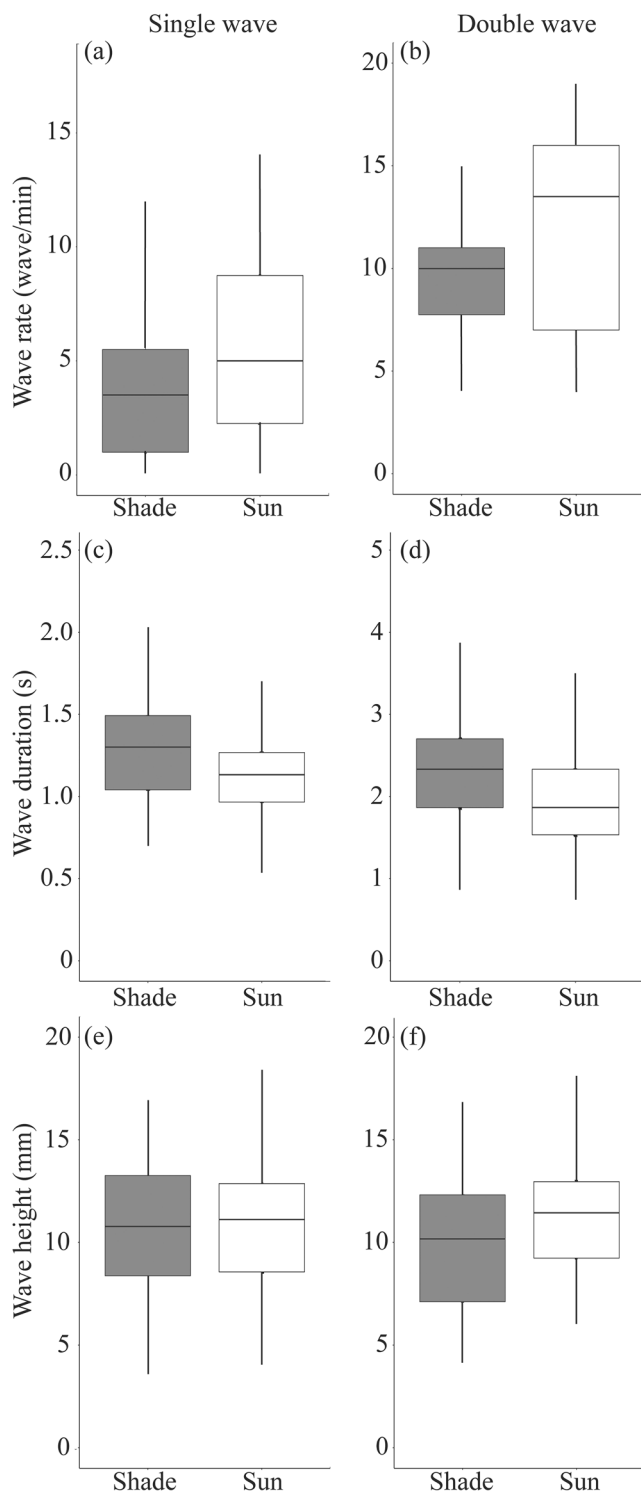 Single wave
Double wave
(a)
(b)
Wave rate (wave/min)
15
10
5
0
20
15
10
5
0
Shade Sun
Shade Sun
(c)
(d)
Wave duration (s)
2.5
2.0
1.5
1.0
0.5
0
5
4
3
2
1
0
Shade Sun
Shade Sun
(e)
(f)
Wave height (mm)
20
15
10
5
0
20
15
10
5
0
Shade Sun
Shade Sun